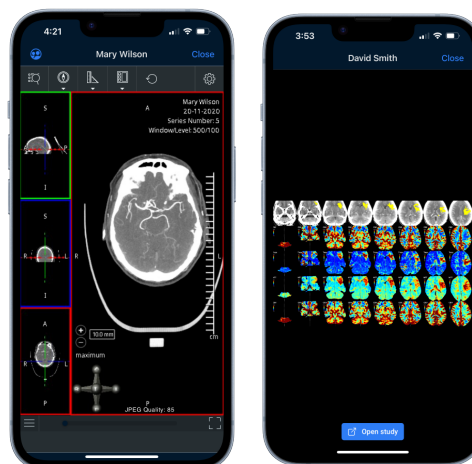 4:21
Mary Wilson
Close
S
P
I
S
R
L
I
A
R
L
P
A
Mary Wilson
20-11-2020
Series Number: 5
Window/Level: 500/100
R
L
cm
10.0 mm
maximum
P
JPEG Quality: 85
3:53
David Smith
Close
Open study